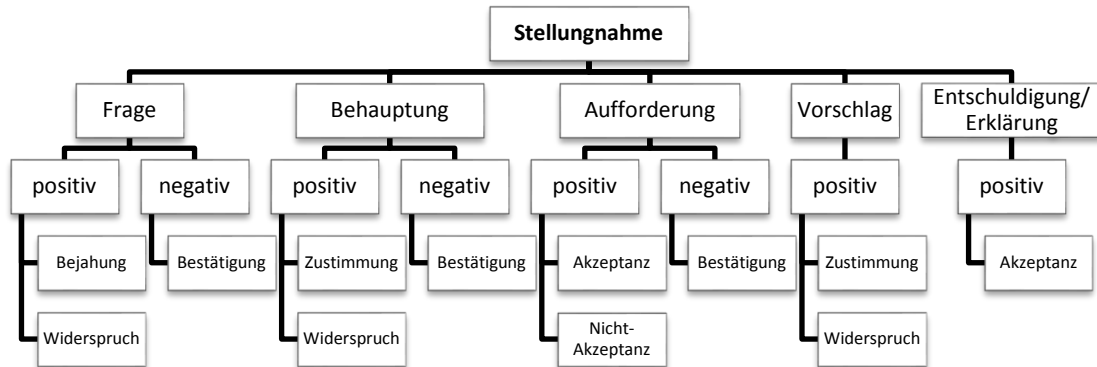 Stellungnahme
Frage
Behauptung
Aufforderung
Vorschlag
Entschuldigung/
Erklärung
positiv
negativ
positiv
negativ
positiv
negativ
positiv
positiv
Bejahung
Bestätigung
Zustimmung
Bestätigung
Akzeptanz
Bestätigung
Zustimmung
Akzeptanz
Widerspruch
Widerspruch
Nicht-
Akzeptanz
Widerspruch